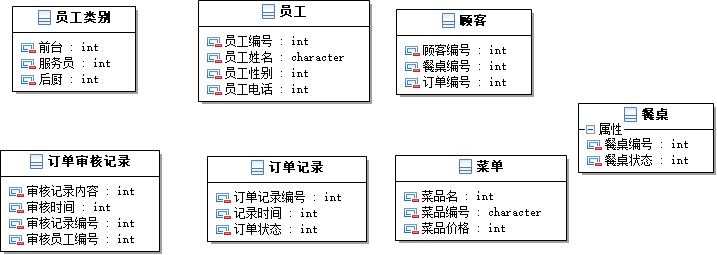 员工类别
前台 : int
服务员 : int
后厨 : int
员工
员工编号 : int
员工姓名 : character
员工性别 : int
员工电话 : int
顾客
顾客编号 : int
餐桌编号 : int
订单编号 : int
餐桌
属性
餐桌编号 : int
餐桌状态 : int
订单审核记录
审核记录内容 : int
审核时间 : int
审核记录编号 : int
审核员工编号 : int
订单记录
订单记录编号 : int
记录时间 : int
订单状态 : int
菜单
菜品名 : int
菜品编号 : character
菜品价格 : int